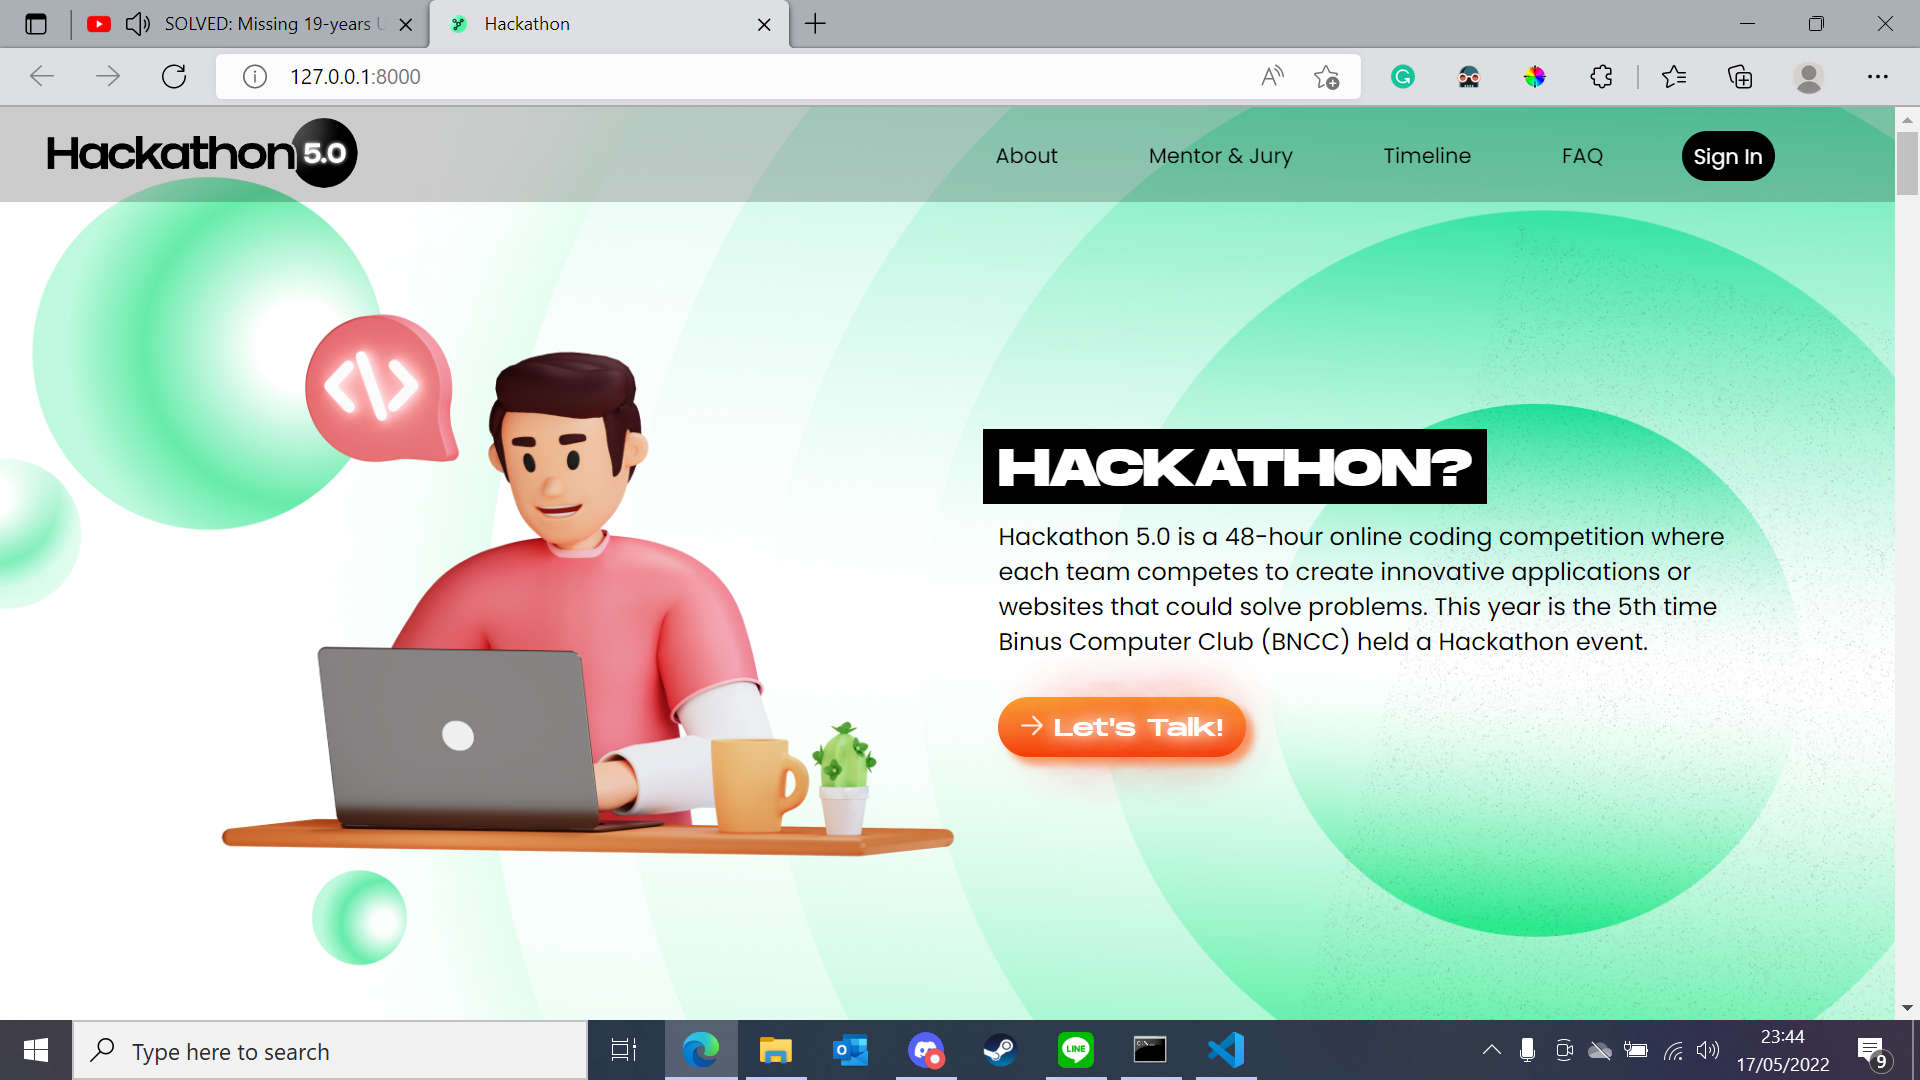 SOLVED: Missing 19-years
Hackathon
127.0.0.1:8000
Hackathon 5.0
About
Mentor & Jury
Timeline
FAQ
Sign In
HACKATHON?
Hackathon 5.0 is a 48-hour online coding competition where
each team competes to create innovative applications or
websites that could solve problems. This year is the 5th time
Binus Computer Club (BNCC) held a Hackathon event.
→ Let's Talk!
Type here to search
LINE
23:44
17/05/2022
9